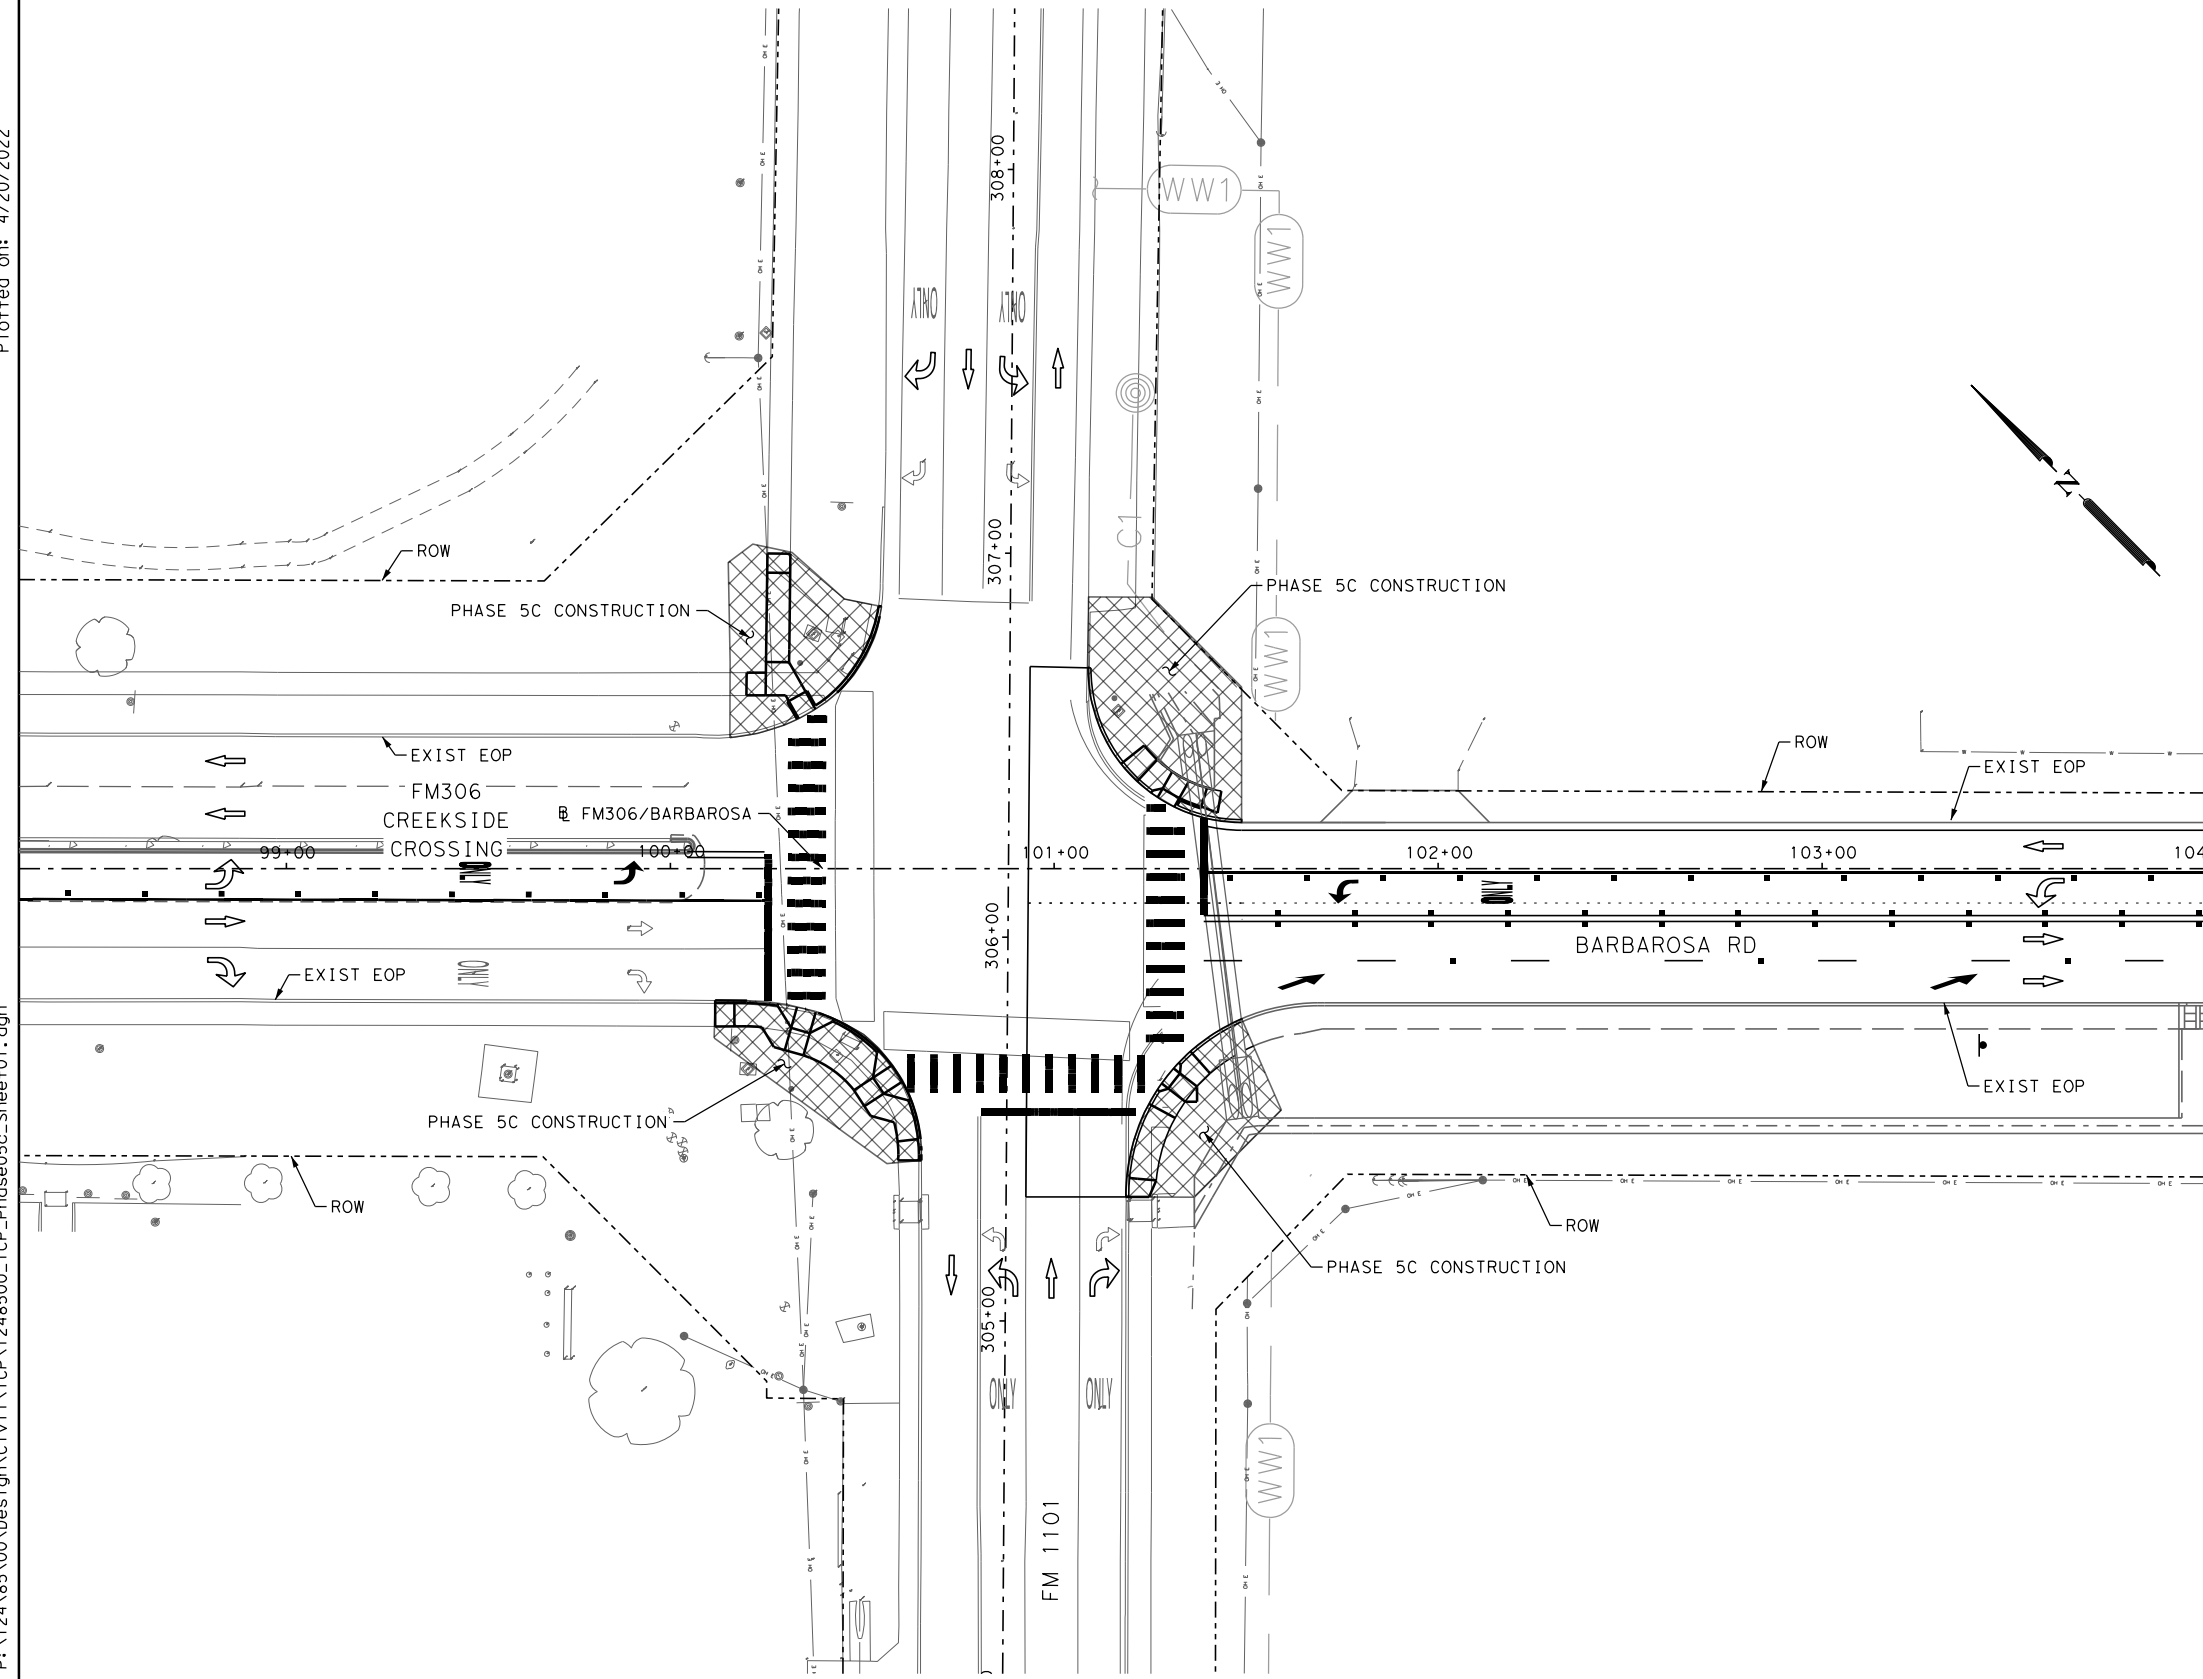 Plotted on: 4/20/2022
308+00
WW1
WW1
ONLY
ONLY
C1
307+00
N
ROW
PHASE 5C CONSTRUCTION
PHASE 5C CONSTRUCTION
WW1
EXIST EOP
ROW
EXIST EOP
FM306
CREEKSIDE
CROSSING
FM306/BARBAROSA
99+00
100+00
101+00
102+00
103+00
104
ONLY
ONLY
306+00
BARBAROSA RD
EXIST EOP
ONLY
EXIST EOP
PHASE 5C CONSTRUCTION
ROW
ROW
PHASE 5C CONSTRUCTION
305+00
ONLY
ONLY
WW1
FM 1101